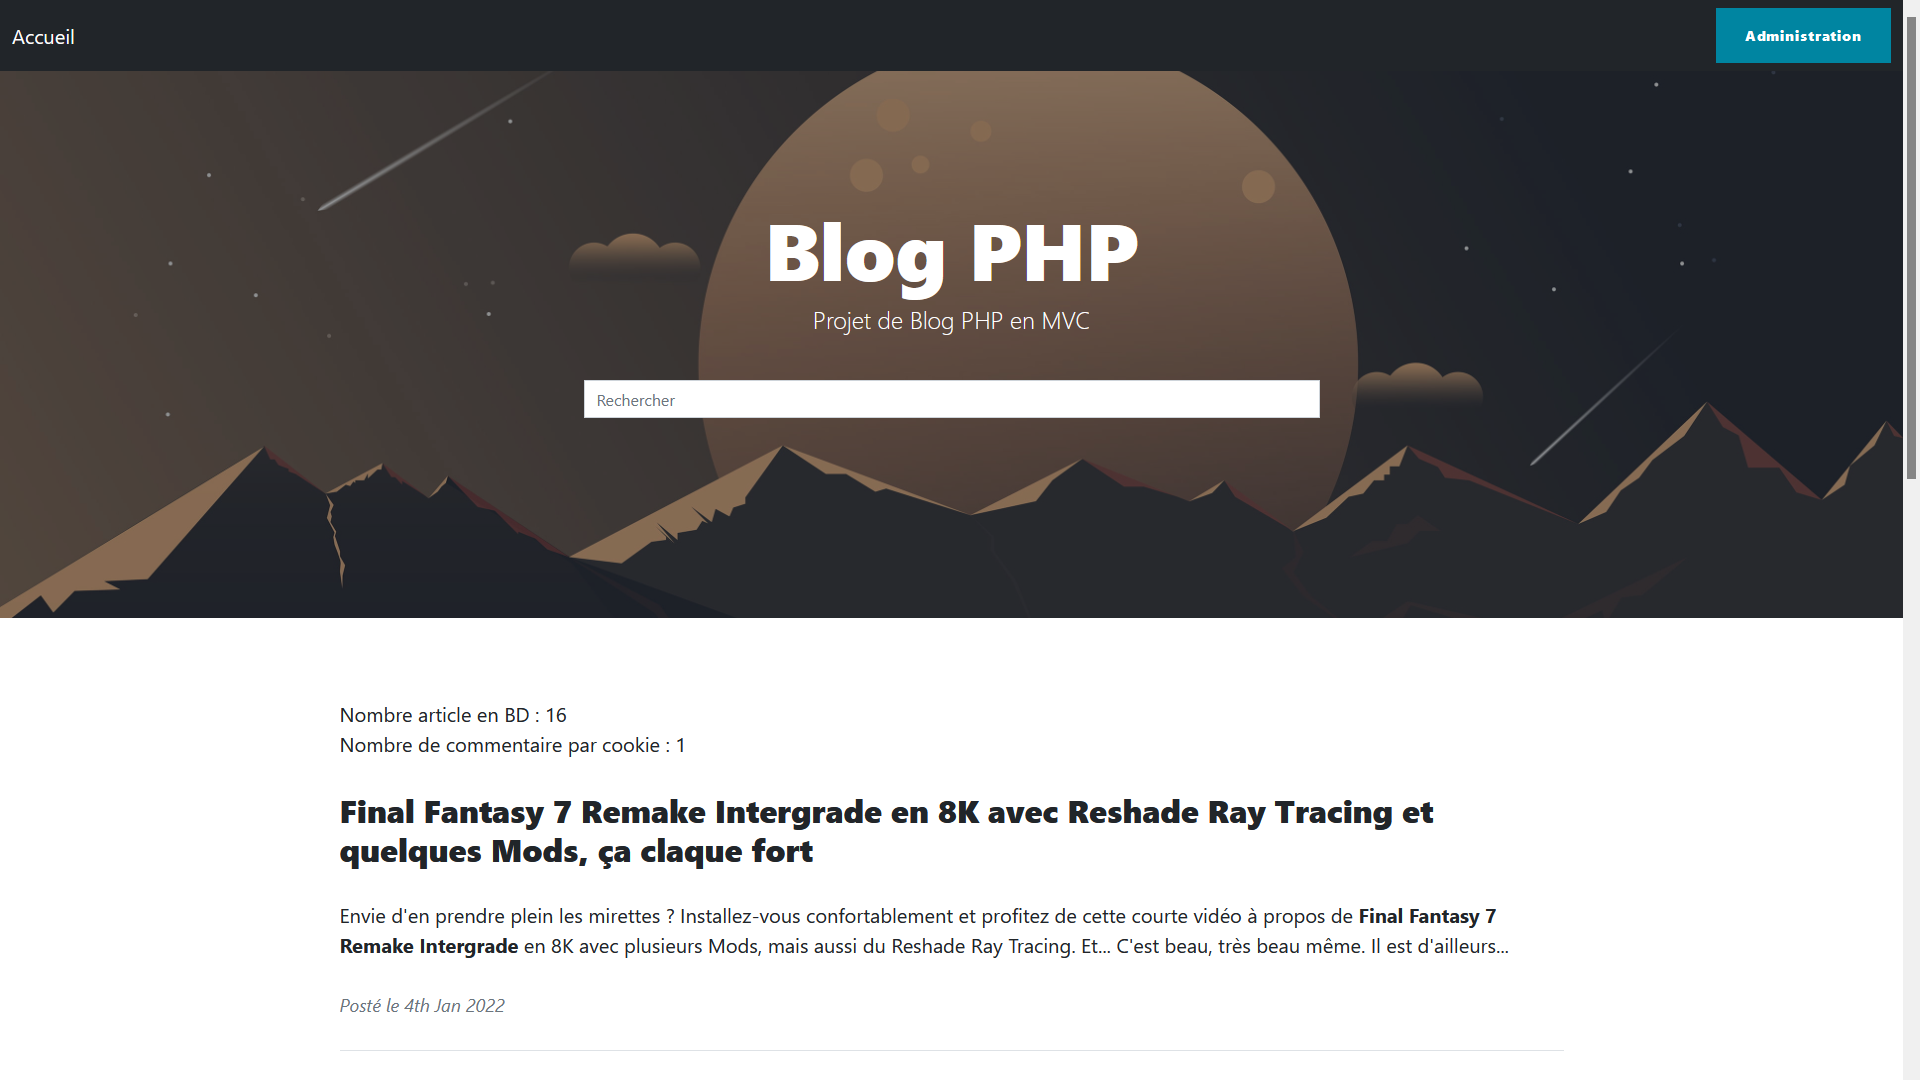 Accueil
Administration
Blog PHP
Projet de Blog PHP en MVC
Rechercher
Nombre article en BD : 16
Nombre de commentaire par cookie : 1
Final Fantasy 7 Remake Intergrade en 8K avec Reshade Ray Tracing et
quelques Mods, ça claque fort
Envie d'en prendre plein les mirettes ? Installez-vous confortablement et profitez de cette courte vidéo à propos de Final Fantasy 7
Remake Intergrade en 8K avec plusieurs Mods, mais aussi du Reshade Ray Tracing. Et... C'est beau, très beau même. Il est d'ailleurs...
Posté le 4th Jan 2022